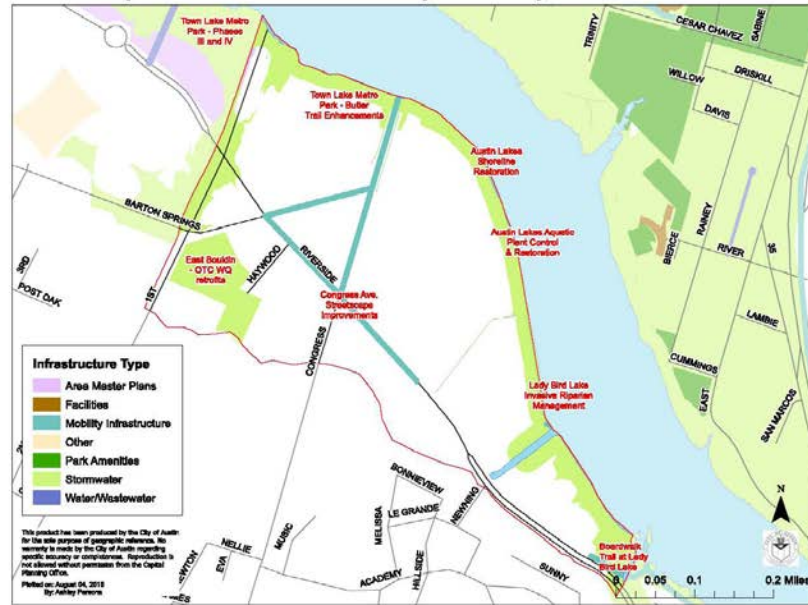 Town Lake Metro
Park - Phases
III and IV
Town Lake Metro
Park - Butler
Trail Enhancements
Austin Lakes
Shoreline
Restoration
Austin Lakes Aquatic
Plant Control
& Restoration
East Bouldin
- OTC WQ
retrofits
Congress Ave.
Streetscape
Improvements
Lady Bird Lake
Invasive Riparian
Management
Boardwalk
Trail at Lady
Bird Lake
TRINITY
CESAR CHAVEZ
SABINE
DRISKILL
WILLOW
DAVIS
RAINEY
BIERCE
RIVER
35
LAMBIE
CUMMINGS
EAST
SAN MARCOS
BARTON SPRINGS
3RD
POST DAK
1ST
HAYWOOD
RIVERSIDE
CONGRESS
BONNIEVIEW
LE GRANDE
MELISSA
NEWNING
HILLSIDE
ACADEMY
SUNNY
MUSIC
NELLIE
EVA
Infrastructure Type
Area Master Plans
Facilities
Mobility Infrastructure
Other
Park Amenities
Stormwater
Water/Wastewater
This product has been produced by the City of Austin
for the sole purpose of geographic reference. No
warranty is made by the City of Austin regarding
specific accuracy or completeness. Reproduction is
not allowed without permission from the Capital
Planning Office.
Plotted on: August 04, 2015
By: Ashley Parsons
N
0 0.05 0.1 0.2 Miles